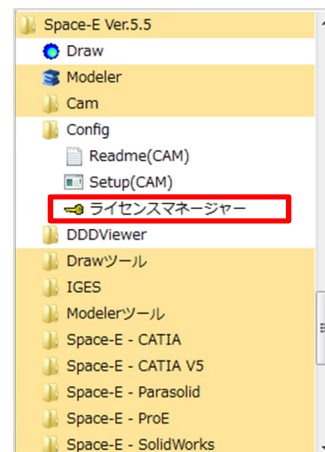 Space-E Ver.5.5
Draw
Modeler
Cam
Config
Readme(CAM)
Setup(CAM)
ライセンスマネージャー
DDDViewer
Drawツール
IGES
Modelerツール
Space-E - CATIA
Space-E - CATIA V5
Space-E - Parasolid
Space-E - ProE
Space-E - SolidWorks